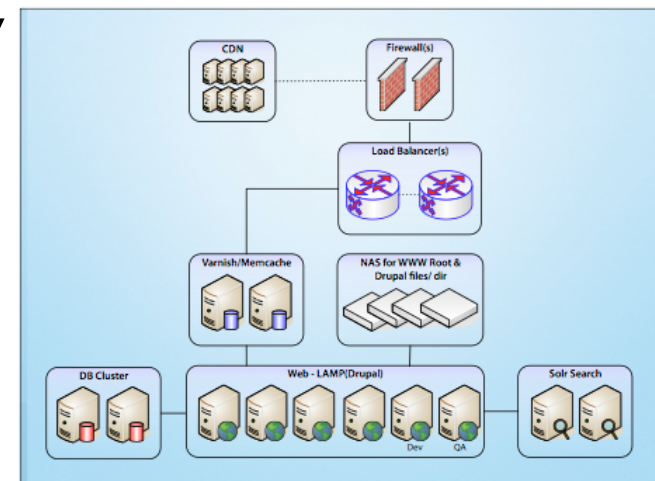 CDN
Firewall(s)
Load Balancer(s)
Varnish/Memcache
NAS for WWW Root &
Drupal files/ dir
DB Cluster
Web - LAMP(Drupal)
Solr Search
Dev
QA